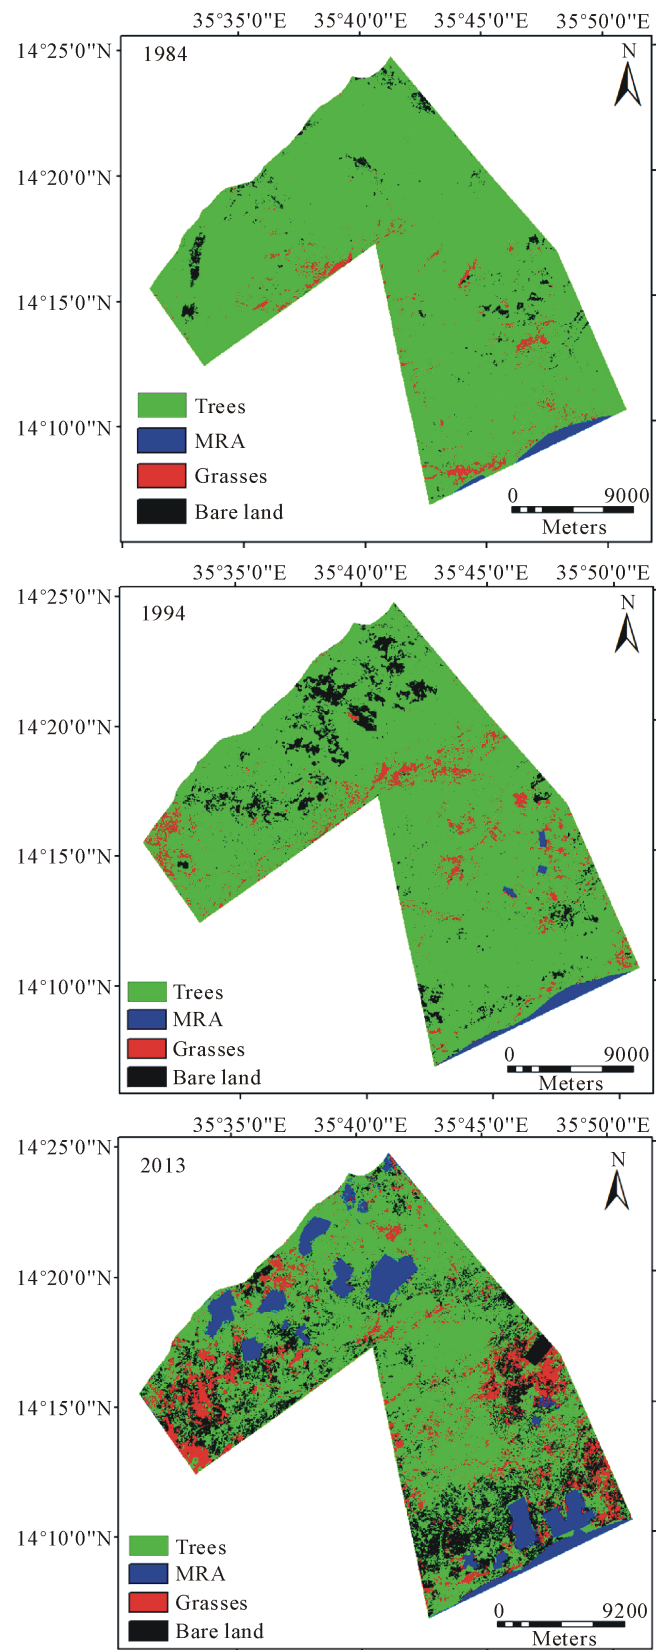 35°35'0"E 35°40'0"E 35°45'0"E 35°50'0"E
14°25'0"N
1984
N
14°20'0"N
14°15'0"N
14°10'0"N
Trees
MRA
Grasses
Bare land
0 9000
Meters
35°35'0"E 35°40'0"E 35°45'0"E 35°50'0"E
14°25'0"N
1994
N
14°20'0"N
14°15'0"N
14°10'0"N
Trees
MRA
Grasses
Bare land
0 9000
Meters
35°35'0"E 35°40'0"E 35°45'0"E 35°50'0"E
14°25'0"N
2013
N
14°20'0"N
14°15'0"N
14°10'0"N
Trees
MRA
Grasses
Bare land
0 9200
Meters